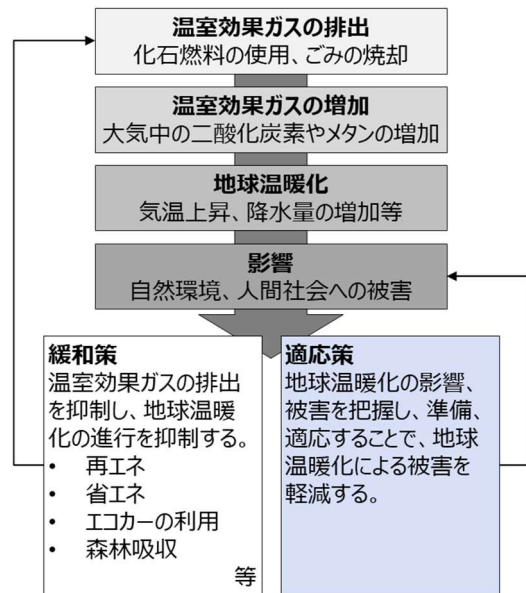 温室効果ガスの排出
化石燃料の使用、ごみの焼却
温室効果ガスの増加
大気中の二酸化炭素やメタンの増加
地球温暖化
気温上昇、降水量の増加等
影響
自然環境、人間社会への被害
緩和策
温室効果ガスの排出
を抑制し、地球温暖
化の進行を抑制する。
• 再エネ
• 省エネ
• エコカーの利用
• 森林吸収
等
適応策
地球温暖化の影響、
被害を把握し、準備、
適応することで、地球
温暖化による被害を
軽減する。